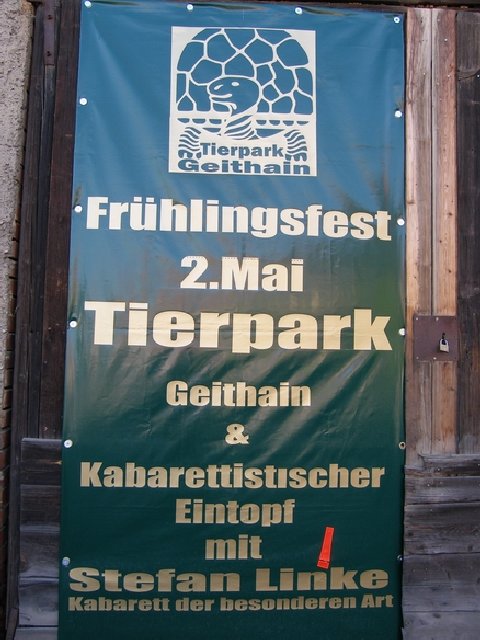 Tierpark
Geithain
Frühlingsfest
2.Mai
Tierpark
Geithain
&
Kabarettistischer
Eintopf
mit
Stefan Linke
Kabarett der besonderen Art